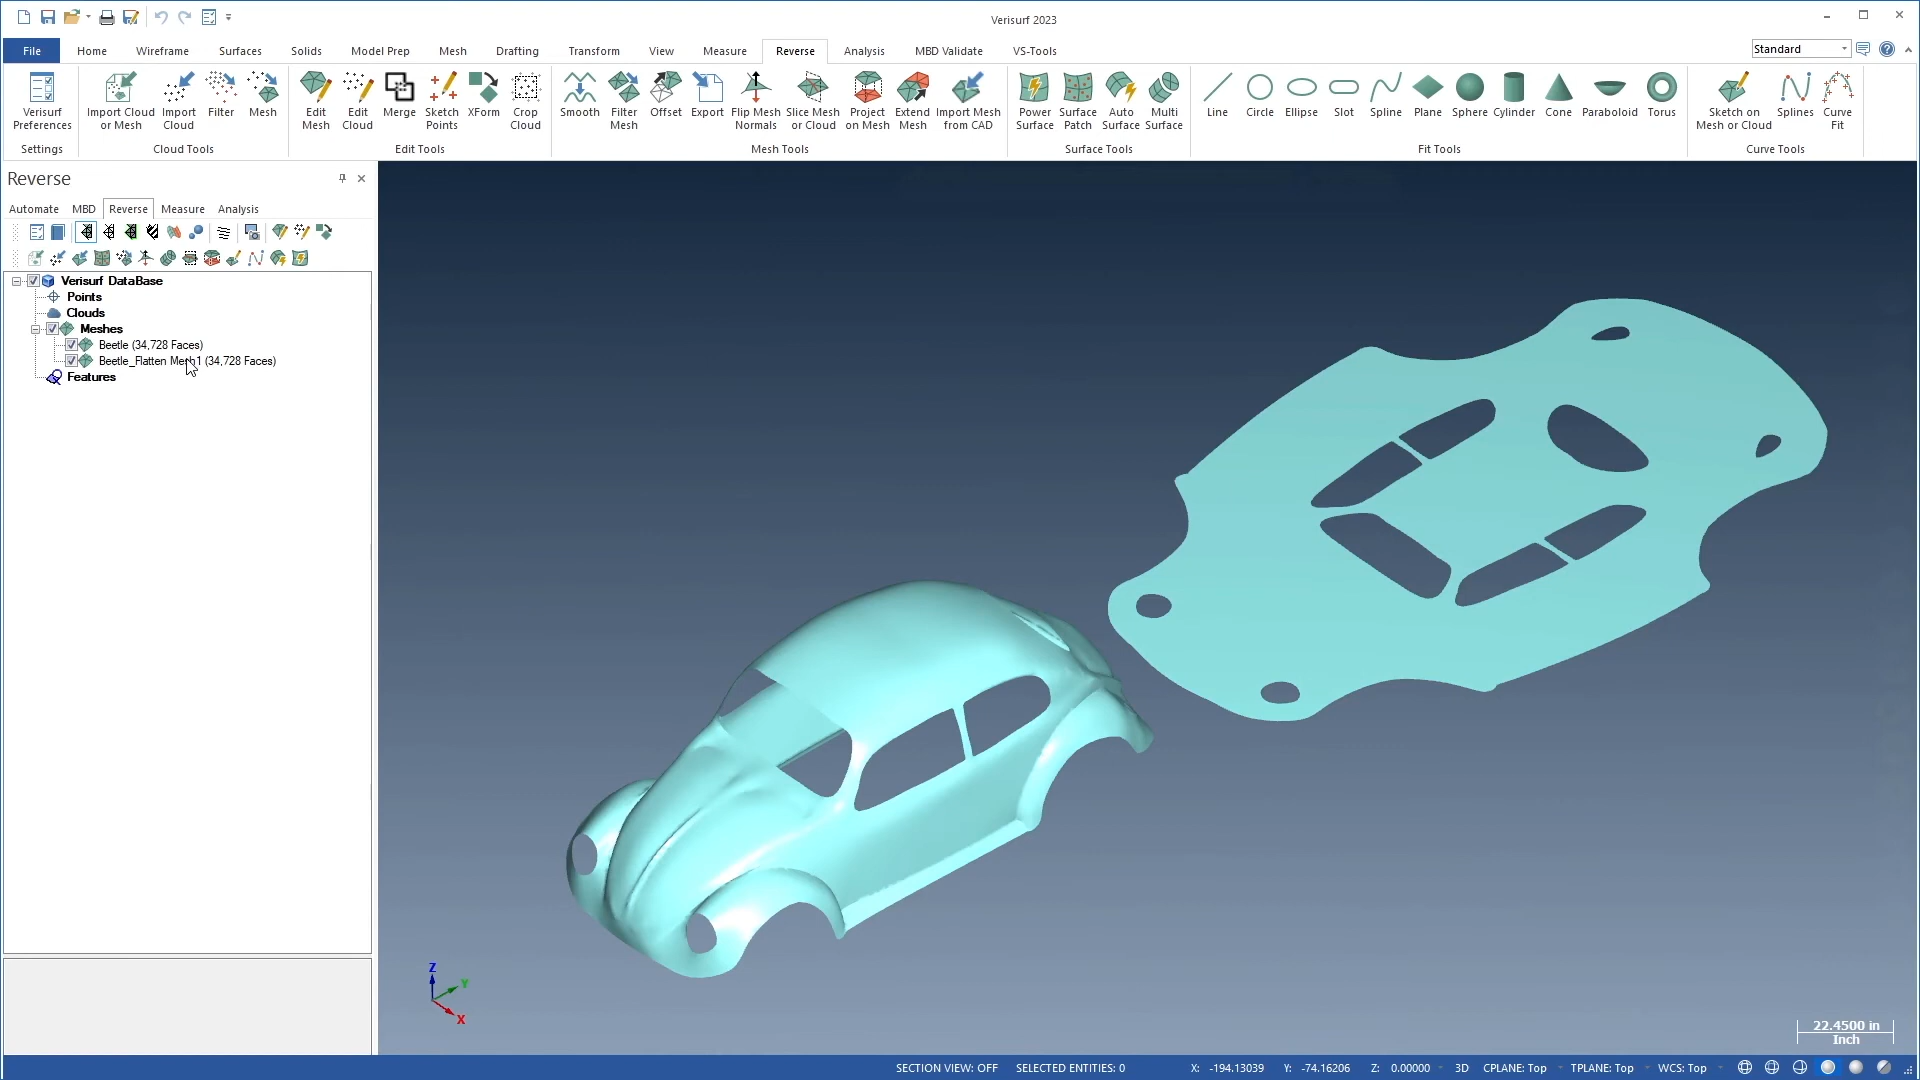 Verisurf 2023
File Home Wireframe Surfaces Solids Model Prep Mesh Drafting Transform View Measure Reverse Analysis MBD Validate VS-Tools Standard
Verisurf Preferences
Import Cloud or Mesh
Import Cloud
Filter
Mesh
Edit Mesh
Edit Cloud
Merge
Sketch Points
XForm
Crop Cloud
Smooth
Filter Mesh
Offset
Export
Flip Mesh Normals
Slice Mesh or Cloud
Project on Mesh
Extend Mesh
Import Mesh from CAD
Power Surface
Surface Patch
Auto Surface
Multi Surface
Line
Circle
Ellipse
Slot
Spline
Plane
Sphere
Cylinder
Cone
Paraboloid
Torus
Sketch on Mesh or Cloud
Splines
Curve Fit
Settings Cloud Tools Edit Tools Mesh Tools Surface Tools Fit Tools Curve Tools
Reverse
Automate MBD Reverse Measure Analysis
Verisurf DataBase
Points
Clouds
Meshes
Beetle (34,728 Faces)
Beetle_Flatten Mesh1 (34,728 Faces)
Features
Z
Y
X
22.4500 in
Inch
SECTION VIEW: OFF SELECTED ENTITIES: 0 X: -194.13039 Y: -74.16206 Z: 0.00000 3D CPLANE: Top TPLANE: Top WCS: Top